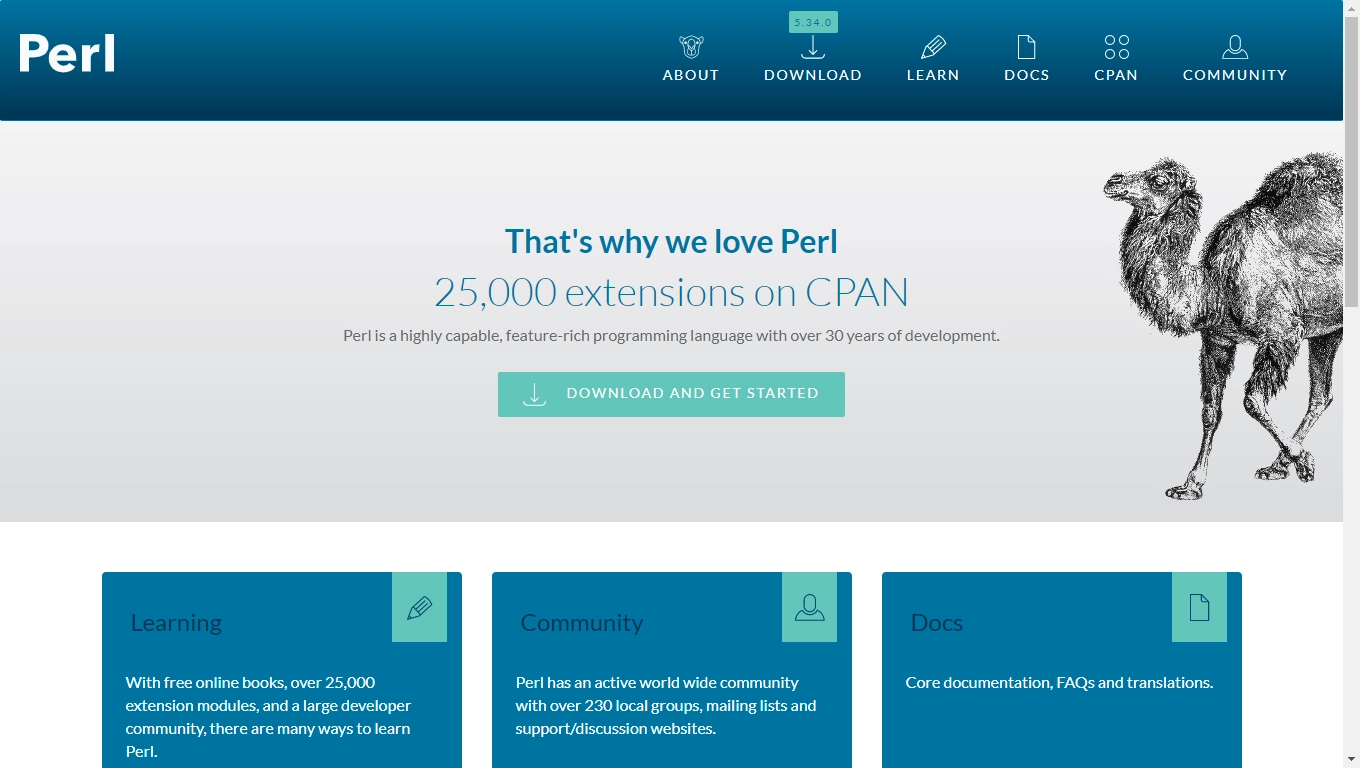 Perl
5.34.0
ABOUT DOWNLOAD LEARN DOCS CPAN COMMUNITY
That's why we love Perl
25,000 extensions on CPAN
Perl is a highly capable, feature-rich programming language with over 30 years of development.
DOWNLOAD AND GET STARTED
Learning
With free online books, over 25,000
extension modules, and a large developer
community, there are many ways to learn
Perl.
Community
Perl has an active world wide community
with over 230 local groups, mailing lists and
support/discussion websites.
Docs
Core documentation, FAQs and translations.